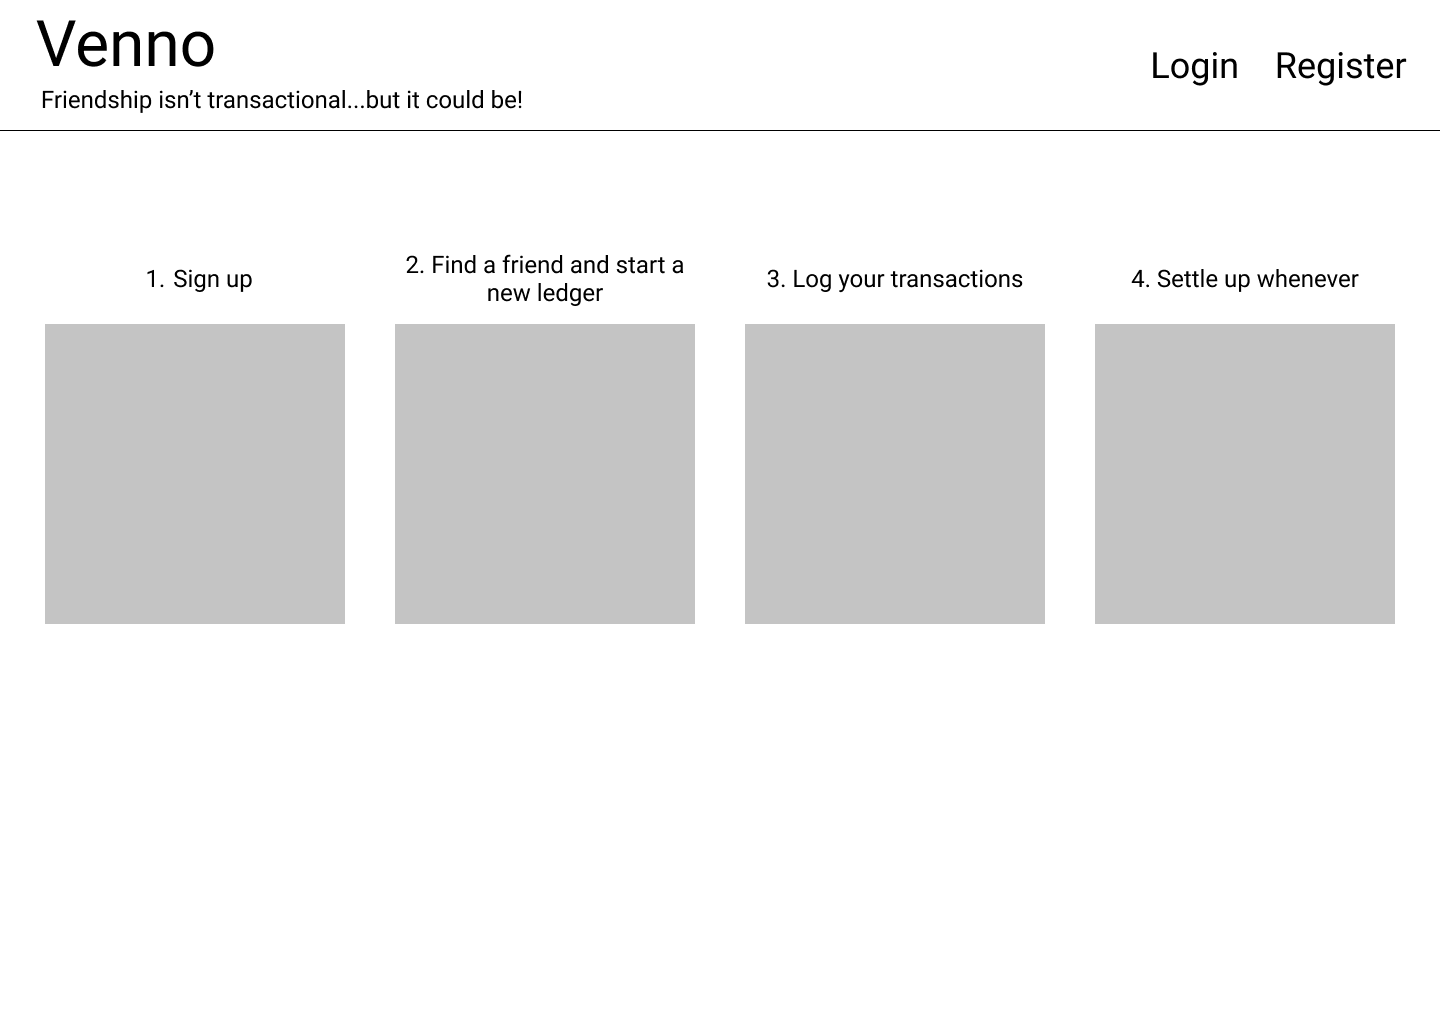 Venno
Friendship isn’t transactional...but it could be!
Login
Register
1. Sign up
2. Find a friend and start a
new ledger
3. Log your transactions
4. Settle up whenever